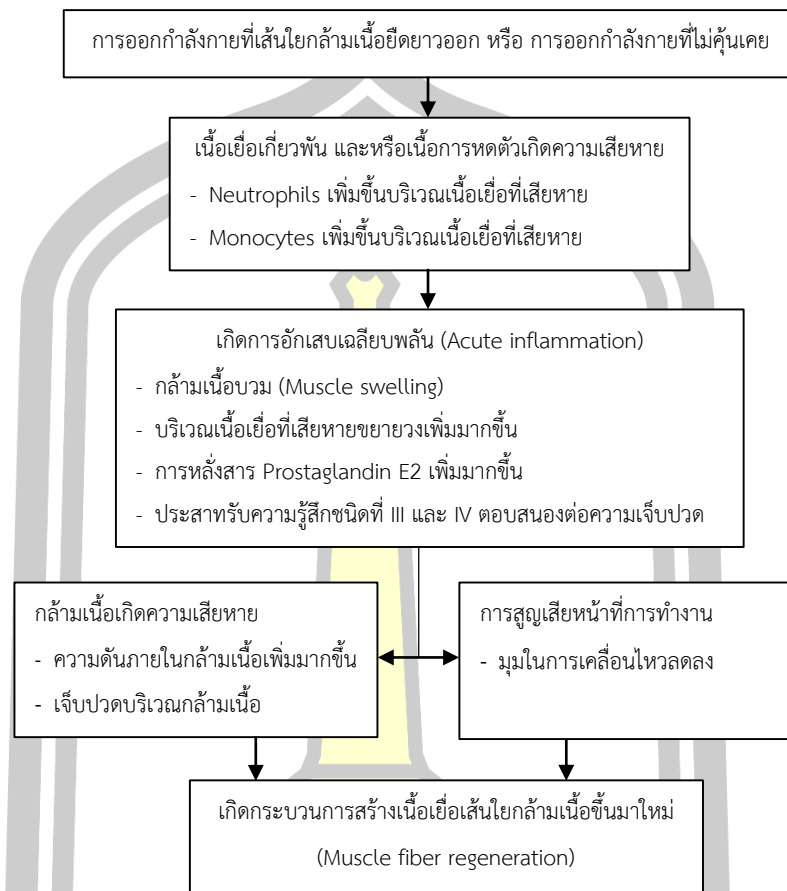 การออกกำลังกายที่เส้นใยกล้ามเนื้อยืดยาวออก หรือ การออกกำลังกายที่ไม่คุ้นเคย
เนื้อเยื่อเกี่ยวพัน และหรือเนื้อการหดตัวเกิดความเสียหาย
- Neutrophils เพิ่มขึ้นบริเวณเนื้อเยื่อที่เสียหาย
- Monocytes เพิ่มขึ้นบริเวณเนื้อเยื่อที่เสียหาย
เกิดการอักเสบเฉลียบพลัน (Acute inflammation)
- กล้ามเนื้อบวม (Muscle swelling)
- บริเวณเนื้อเยื่อที่เสียหายขยายวงเพิ่มมากขึ้น
- การหลั่งสาร Prostaglandin E2 เพิ่มมากขึ้น
- ประสาทรับความรู้สึกชนิดที่ III และ IV ตอบสนองต่อความเจ็บปวด
กล้ามเนื้อเกิดความเสียหาย
- ความดันภายในกล้ามเนื้อเพิ่มมากขึ้น
- เจ็บปวดบริเวณกล้ามเนื้อ
การสูญเสียหน้าที่การทำงาน
- มุมในการเคลื่อนไหวลดลง
เกิดกระบวนการสร้างเนื้อเยื่อเส้นใยกล้ามเนื้อขึ้นมาใหม่
(Muscle fiber regeneration)